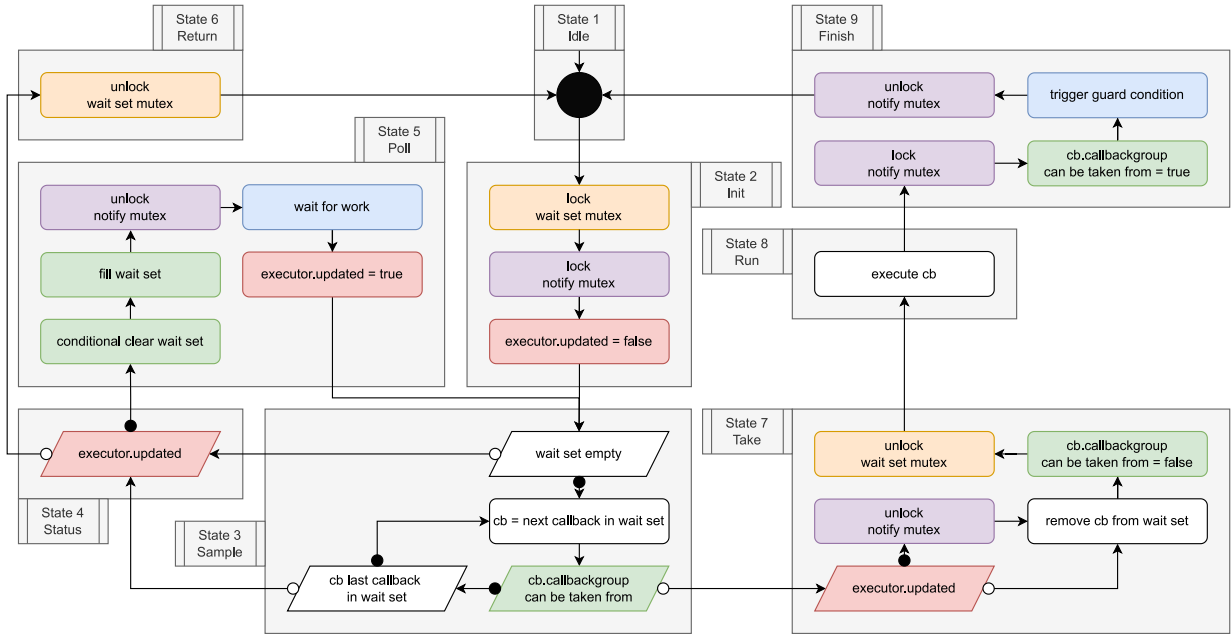 State 6
Return
unlock
wait set mutex
State 1
Idle
State 9
Finish
unlock
notify mutex
trigger guard condition
lock
notify mutex
cb.callbackgroup
can be taken from = true
State 5
Poll
unlock
notify mutex
wait for work
fill wait set
executor.updated = true
conditional clear wait set
State 2
Init
lock
wait set mutex
lock
notify mutex
executor.updated = false
State 8
Run
execute cb
executor.updated
State 4
Status
State 3
Sample
wait set empty
cb = next callback in wait set
cb last callback
in wait set
cb.callbackgroup
can be taken from
State 7
Take
unlock
wait set mutex
cb.callbackgroup
can be taken from = false
unlock
notify mutex
remove cb from wait set
executor.updated